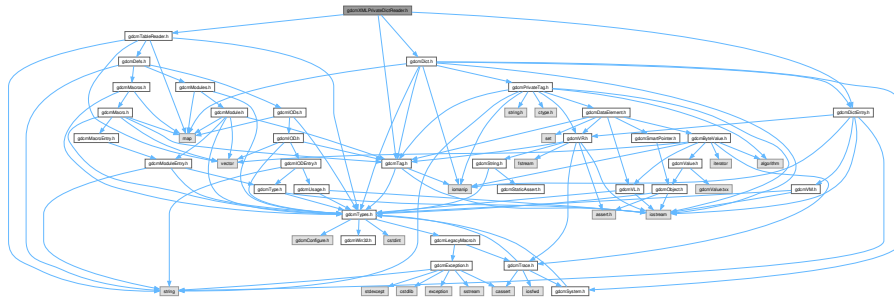 gdcmXMLPrivateDictReader.h
gdcmTableReader.h
gdcmDefs.h
gdcmDict.h
gdcmMacros.h
gdcmModules.h
gdcmPrivateTag.h
gdcmMacro.h
gdcmModule.h
gdcmIODs.h
string.h
ctype.h
gdcmDataElement.h
gdcmDictEntry.h
gdcmMacroEntry.h
map
gdcmIOD.h
set
gdcmVR.h
gdcmSmartPointer.h
gdcmByteValue.h
gdcmModuleEntry.h
vector
gdcmIODEntry.h
gdcmTag.h
gdcmString.h
fstream
gdcmValue.h
iterator
algorithm
gdcmType.h
gdcmUsage.h
iomanip
gdcmStaticAssert.h
gdcmVL.h
gdcmObject.h
gdcmValue.txx
gdcmVM.h
gdcmTypes.h
assert.h
iostream
gdcmConfigure.h
gdcmWin32.h
cstdint
gdcmLegacyMacro.h
gdcmException.h
gdcmTrace.h
string
stdexcept
cstdlib
exception
sstream
cassert
iosfwd
gdcmSystem.h